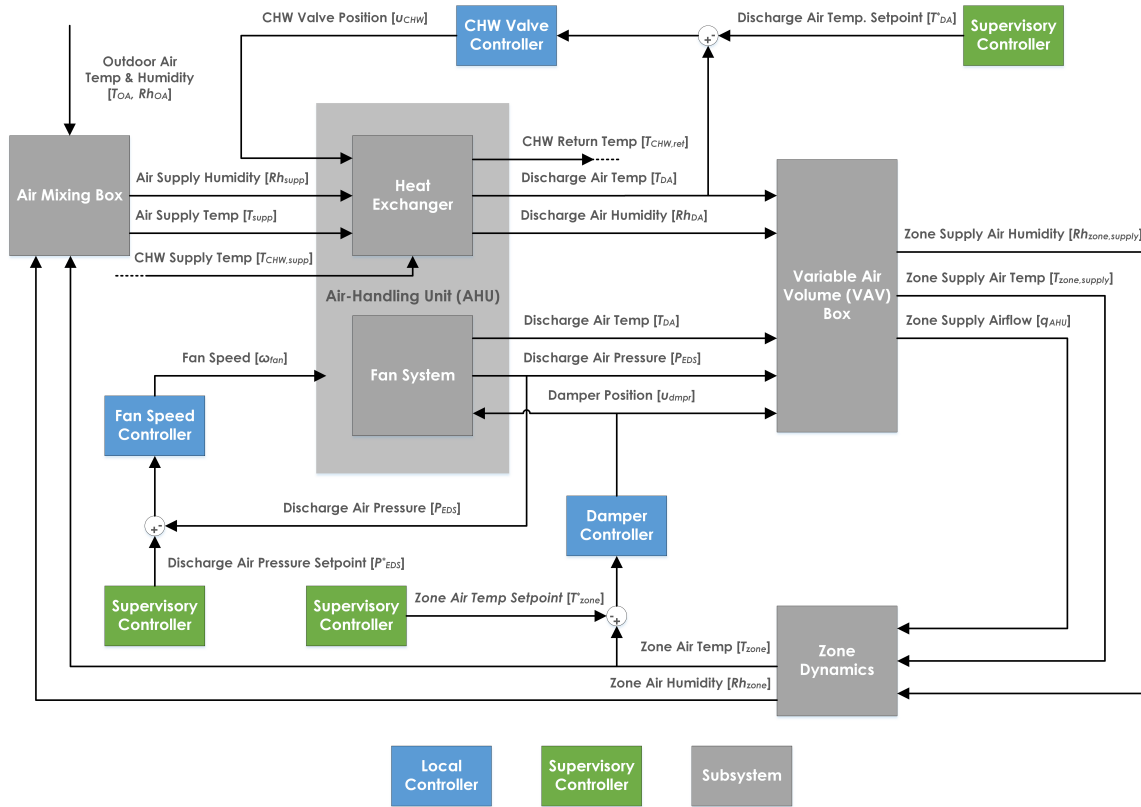 CHW Valve Position [υCHW]
CHW Valve
Controller
Discharge Air Temp. Setpoint [T*DA]
Supervisory
Controller
+ -
Outdoor Air
Temp & Humidity
[TOA, RhOA]
Air Mixing Box
Air Supply Humidity [Rhsupp]
Air Supply Temp [Tsupp]
CHW Supply Temp [TCHW,supp]
Heat
Exchanger
Air-Handling Unit (AHU)
CHW Return Temp [TCHW,ret]
Discharge Air Temp [TDA]
Discharge Air Humidity [RhDA]
Variable Air
Volume (VAV)
Box
Zone Supply Air Humidity [Rhzone,supply]
Zone Supply Air Temp [Tzone,supply]
Zone Supply Airflow [qAHU]
Fan System
Discharge Air Temp [TDA]
Discharge Air Pressure [PEDS]
Damper Position [υdmpr]
Fan Speed [ωfan]
Fan Speed
Controller
+ -
Discharge Air Pressure [PEDS]
Discharge Air Pressure Setpoint [P*EDS]
Supervisory
Controller
Damper
Controller
Supervisory
Controller
Zone Air Temp Setpoint [T*zone]
- +
Zone Air Temp [Tzone]
Zone Air Humidity [Rhzone]
Zone
Dynamics
Local
Controller
Supervisory
Controller
Subsystem